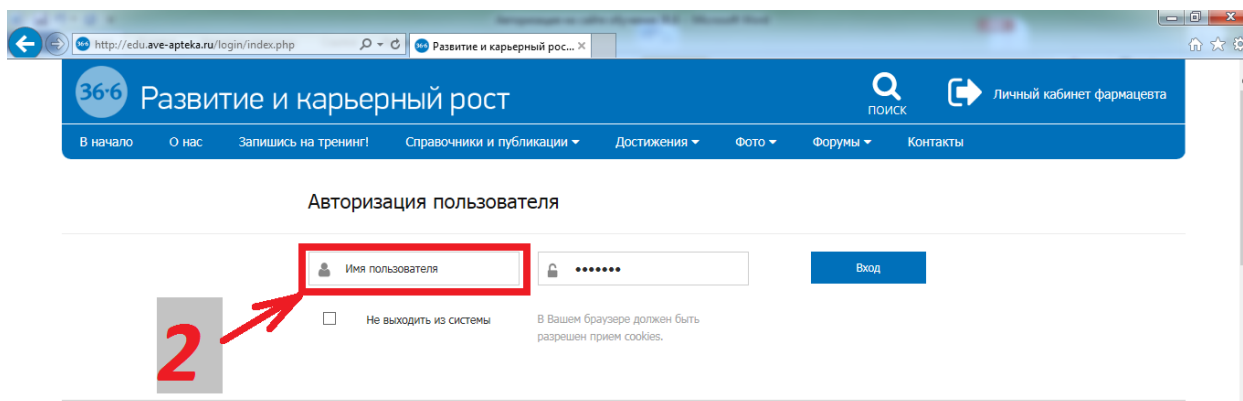 http://edu.ave-apteka.ru/login/index.php
Развитие и карьерный рос...
36·6 Развитие и карьерный рост
поиск
Личный кабинет фармацевта
В начало О нас Запишись на тренинг! Справочники и публикации Достижения Фото Форумы Контакты
Авторизация пользователя
Имя пользователя
Вход
Не выходить из системы
В Вашем браузере должен быть
разрешен прием cookies.
2